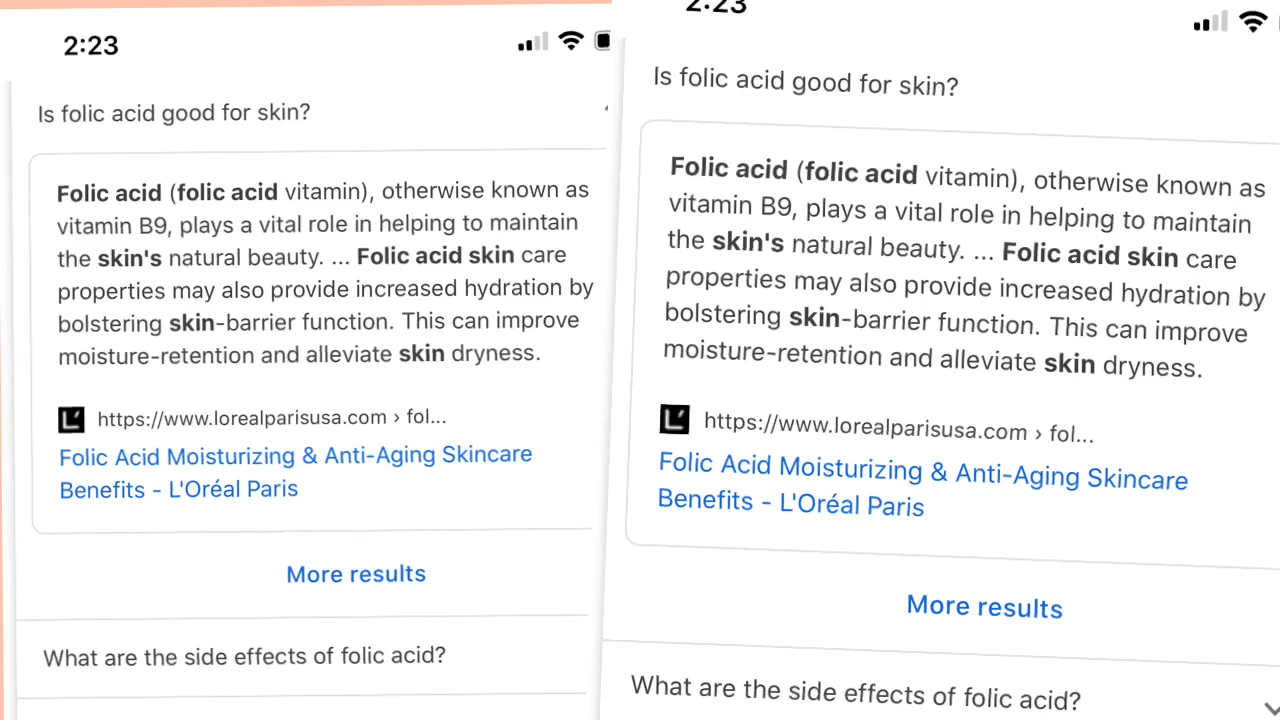 2:23
Is folic acid good for skin?
Folic acid (folic acid vitamin), otherwise known as
vitamin B9, plays a vital role in helping to maintain
the skin's natural beauty. ... Folic acid skin care
properties may also provide increased hydration by
bolstering skin-barrier function. This can improve
moisture-retention and alleviate skin dryness.
https://www.lorealparisusa.com › fol...
Folic Acid Moisturizing & Anti-Aging Skincare
Benefits - L'Oréal Paris
More results
What are the side effects of folic acid?
2:23
Is folic acid good for skin?
Folic acid (folic acid vitamin), otherwise known as
vitamin B9, plays a vital role in helping to maintain
the skin's natural beauty. ... Folic acid skin care
properties may also provide increased hydration by
bolstering skin-barrier function. This can improve
moisture-retention and alleviate skin dryness.
https://www.lorealparisusa.com › fol...
Folic Acid Moisturizing & Anti-Aging Skincare
Benefits - L'Oréal Paris
More results
What are the side effects of folic acid?